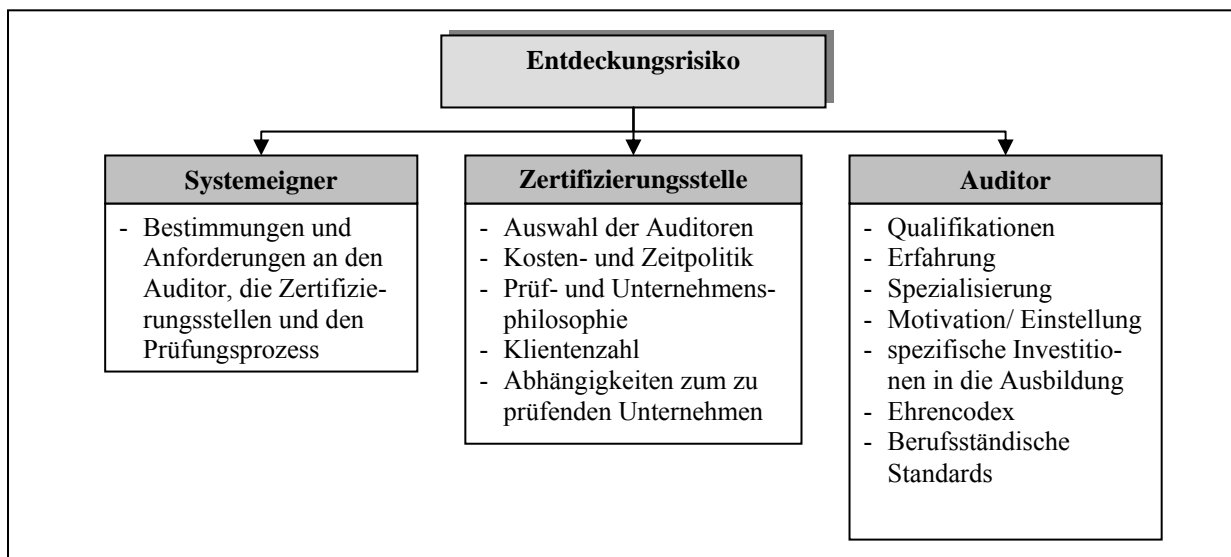 Entdeckungsrisiko
Systemeigner
- Bestimmungen und
Anforderungen an den
Auditor, die Zertifizie-
rungsstellen und den
Prüfungsprozess
Zertifizierungsstelle
- Auswahl der Auditoren
- Kosten- und Zeitpolitik
- Prüf- und Unternehmens-
philosophie
- Klientenzahl
- Abhängigkeiten zum zu
prüfenden Unternehmen
Auditor
- Qualifikationen
- Erfahrung
- Spezialisierung
- Motivation/ Einstellung
- spezifische Investitio-
nen in die Ausbildung
- Ehrencodex
- Berufsständische
Standards